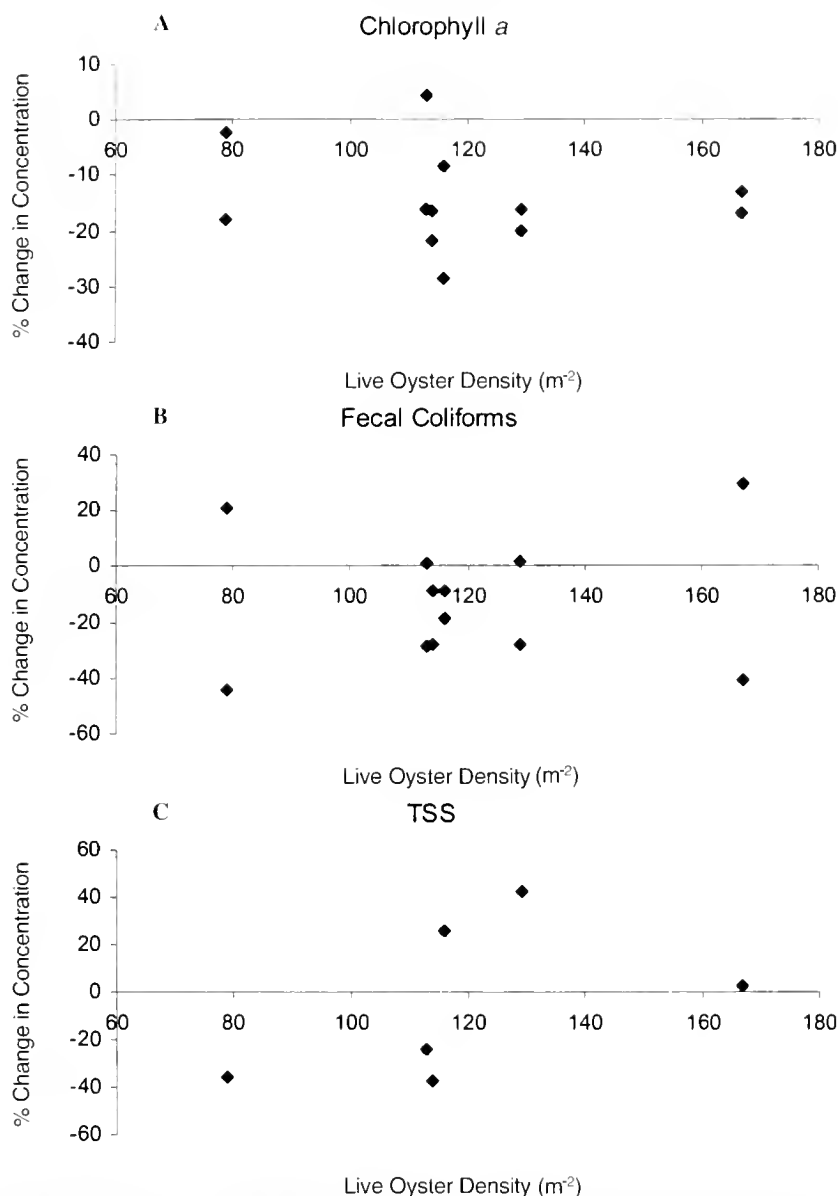 A
Chlorophyll a
% Change in Concentration
10
0
-10
-20
-30
-40
60 80 100 120 140 160 180
Live Oyster Density (m⁻²)
B
Fecal Coliforms
% Change in Concentration
40
20
0
-20
-40
-60
60 80 100 120 140 160 180
Live Oyster Density (m⁻²)
C
TSS
% Change in Concentration
60
40
20
0
-20
-40
-60
60 80 100 120 140 160 180
Live Oyster Density (m⁻²)